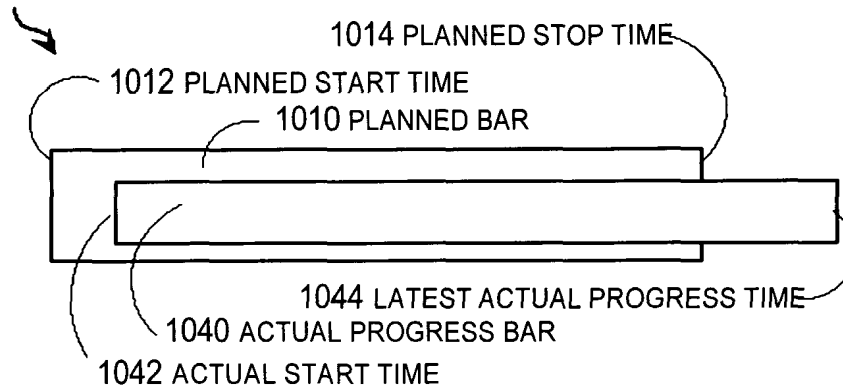 1014 PLANNED STOP TIME
1012 PLANNED START TIME
1010 PLANNED BAR
1044 LATEST ACTUAL PROGRESS TIME
1040 ACTUAL PROGRESS BAR
1042 ACTUAL START TIME